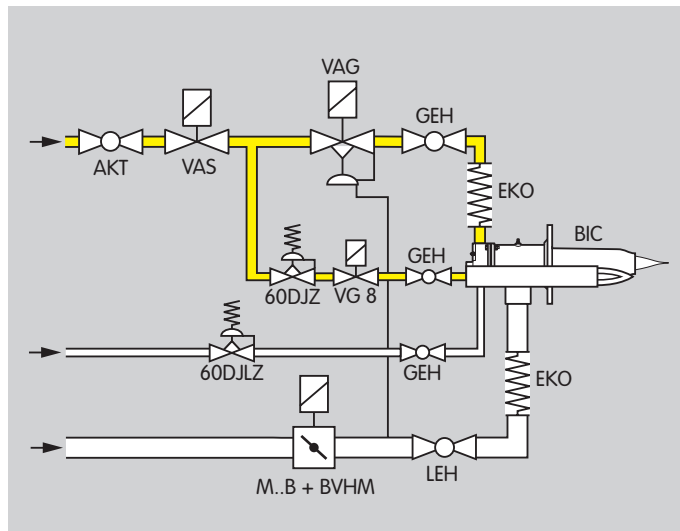 VAG
GEH
AKT
VAS
EKO
BIC
GEH
60DJZ
VG 8
60DJLZ
GEH
EKO
M..B + BVHM
LEH